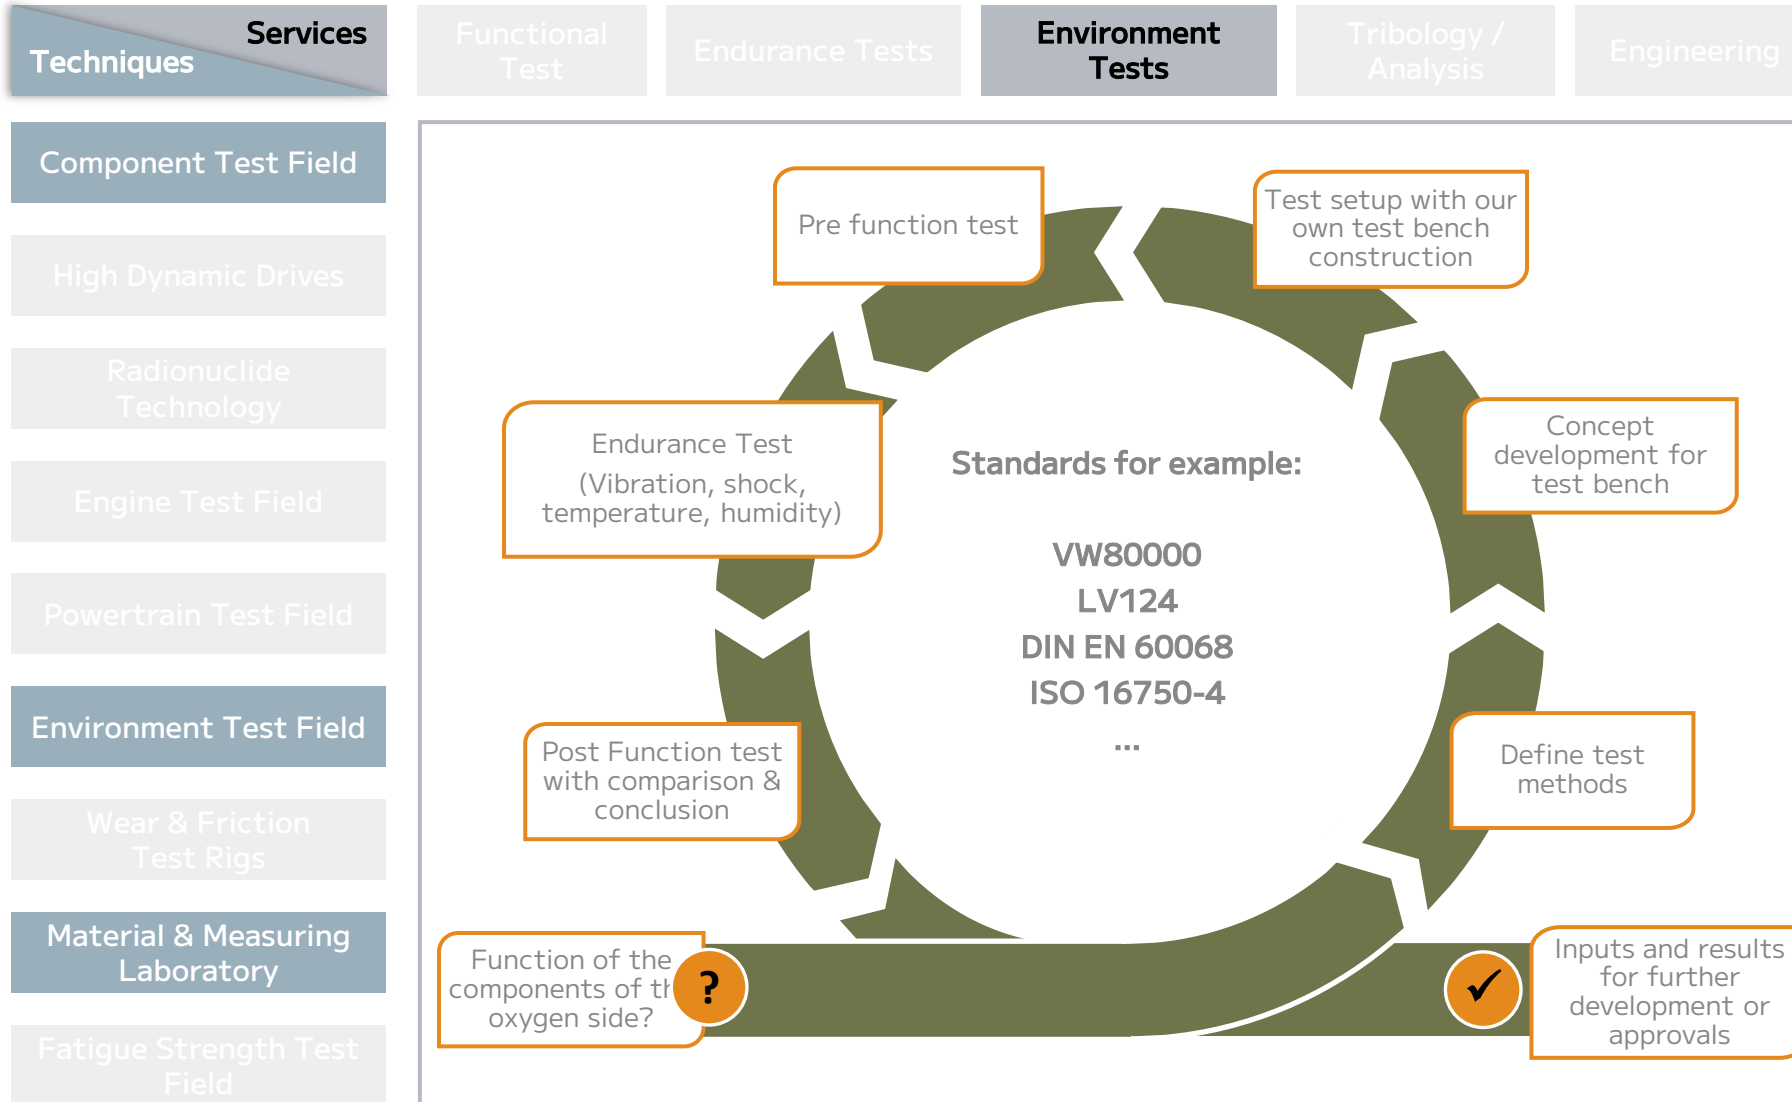 Services
Techniques
Functional
Test
Endurance Tests
Environment
Tests
Tribology /
Analysis
Engineering
Component Test Field
High Dynamic Drives
Radionuclide
Technology
Engine Test Field
Powertrain Test Field
Environment Test Field
Wear & Friction
Test Rigs
Material & Measuring
Laboratory
Fatigue Strength Test
Field
Pre function test
Test setup with our
own test bench
construction
Endurance Test
(Vibration, shock,
temperature, humidity)
Concept
development for
test bench
Standards for example:
VW80000
LV124
DIN EN 60068
ISO 16750-4
...
Post Function test
with comparison &
conclusion
Define test
methods
Function of the
components of th
oxygen side?
?
✓
Inputs and results
for further
development or
approvals